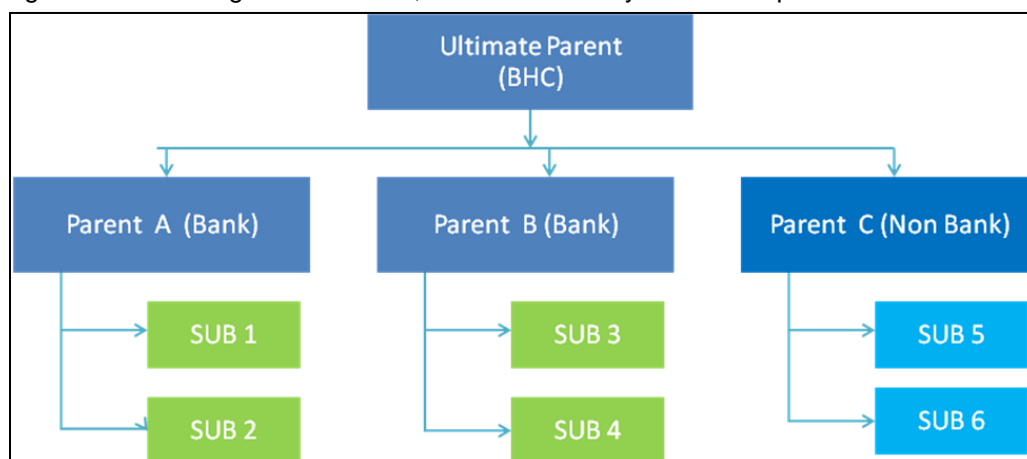 Ultimate Parent
(BHC)
Parent A (Bank)
Parent B (Bank)
Parent C (Non Bank)
SUB 1
SUB 3
SUB 5
SUB 2
SUB 4
SUB 6